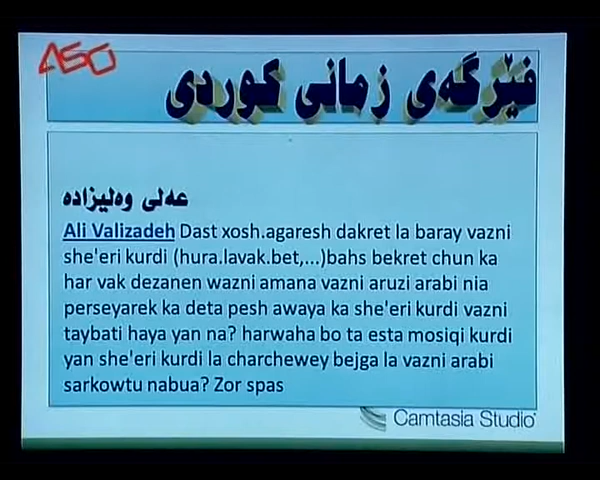 ASO
فێرگەی زمانی کوردی
عەلی وەلیزاده
Ali Valizadeh Dast xosh.agaresh dakret la baray vazni
she'eri kurdi (hura.lavak.bet,...)bahs bekret chun ka
har vak dezanen wazni amana vazni aruzi arabi nia
perseyarek ka deta pesh awaya ka she'eri kurdi vazni
taybati haya yan na? harwaha bo ta esta mosiqi kurdi
yan she'eri kurdi la charchewey bejga la vazni arabi
sarkowtu nabua? Zor spas
Camtasia Studio